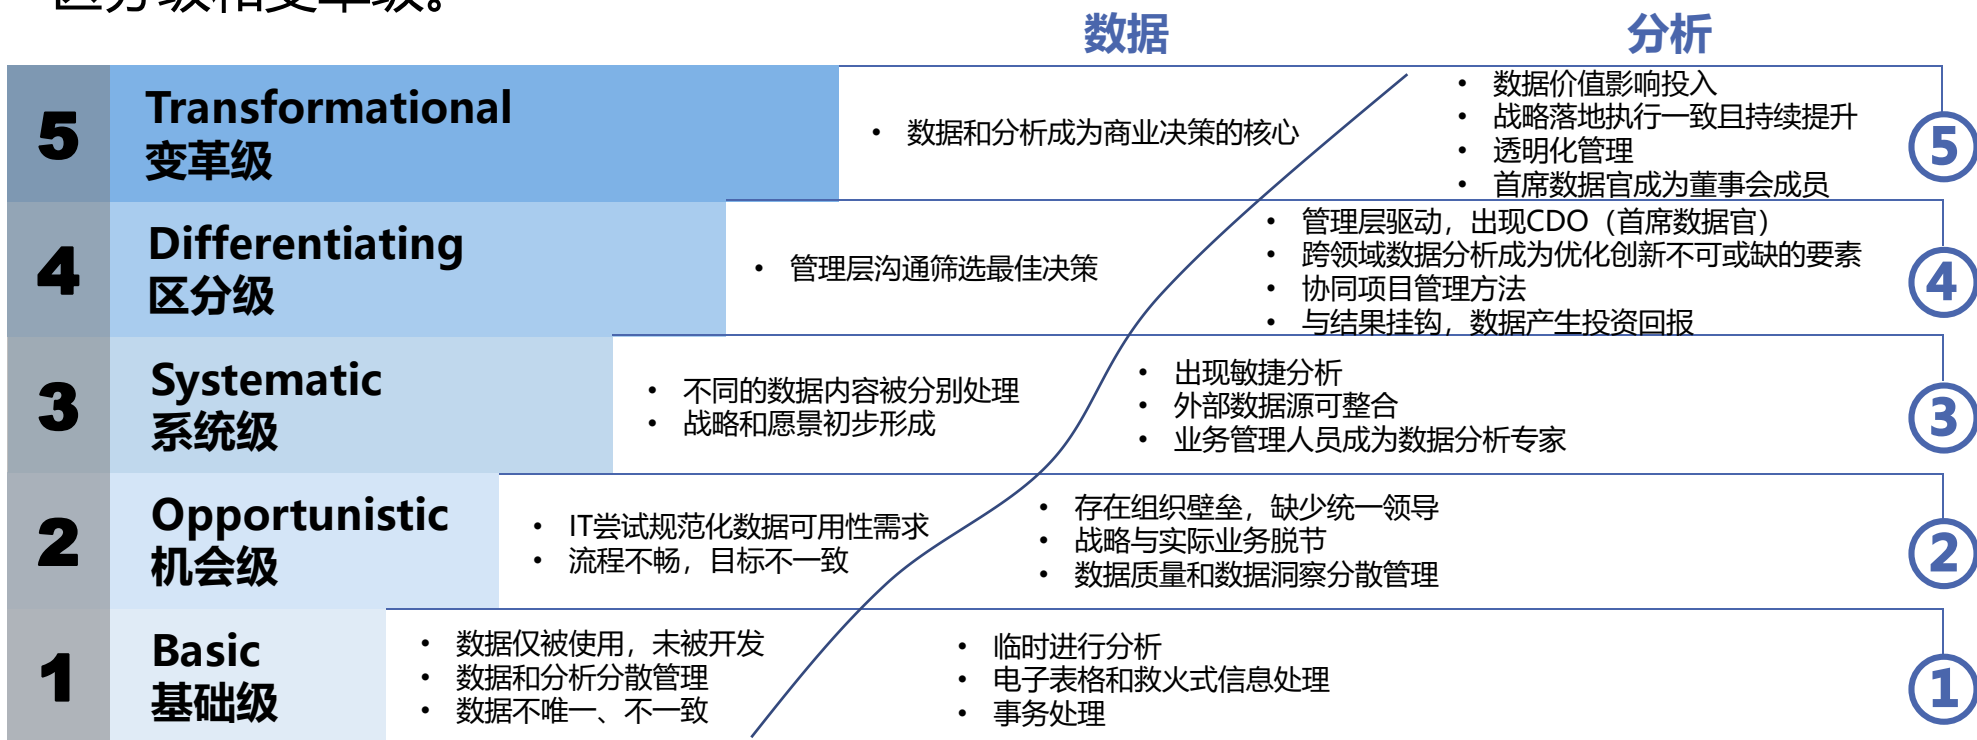 区分级和变革级。
数据
分析
5
Transformational
变革级
• 数据和分析成为商业决策的核心
• 数据价值影响投入
• 战略落地执行一致且持续提升
• 透明化管理
• 首席数据官成为董事会成员
⑤
4
Differentiating
区分级
• 管理层沟通筛选最佳决策
• 管理层驱动，出现CDO（首席数据官）
• 跨领域数据分析成为优化创新不可或缺的要素
• 协同项目管理方法
• 与结果挂钩，数据产生投资回报
④
3
Systematic
系统级
• 不同的数据内容被分别处理
• 战略和愿景初步形成
• 出现敏捷分析
• 外部数据源可整合
• 业务管理人员成为数据分析专家
③
2
Opportunistic
机会级
• IT尝试规范化数据可用性需求
• 流程不畅，目标不一致
• 存在组织壁垒，缺少统一领导
• 战略与实际业务脱节
• 数据质量和数据洞察分散管理
②
1
Basic
基础级
• 数据仅被使用，未被开发
• 数据和分析分散管理
• 数据不唯一、不一致
• 临时进行分析
• 电子表格和救火式信息处理
• 事务处理
①